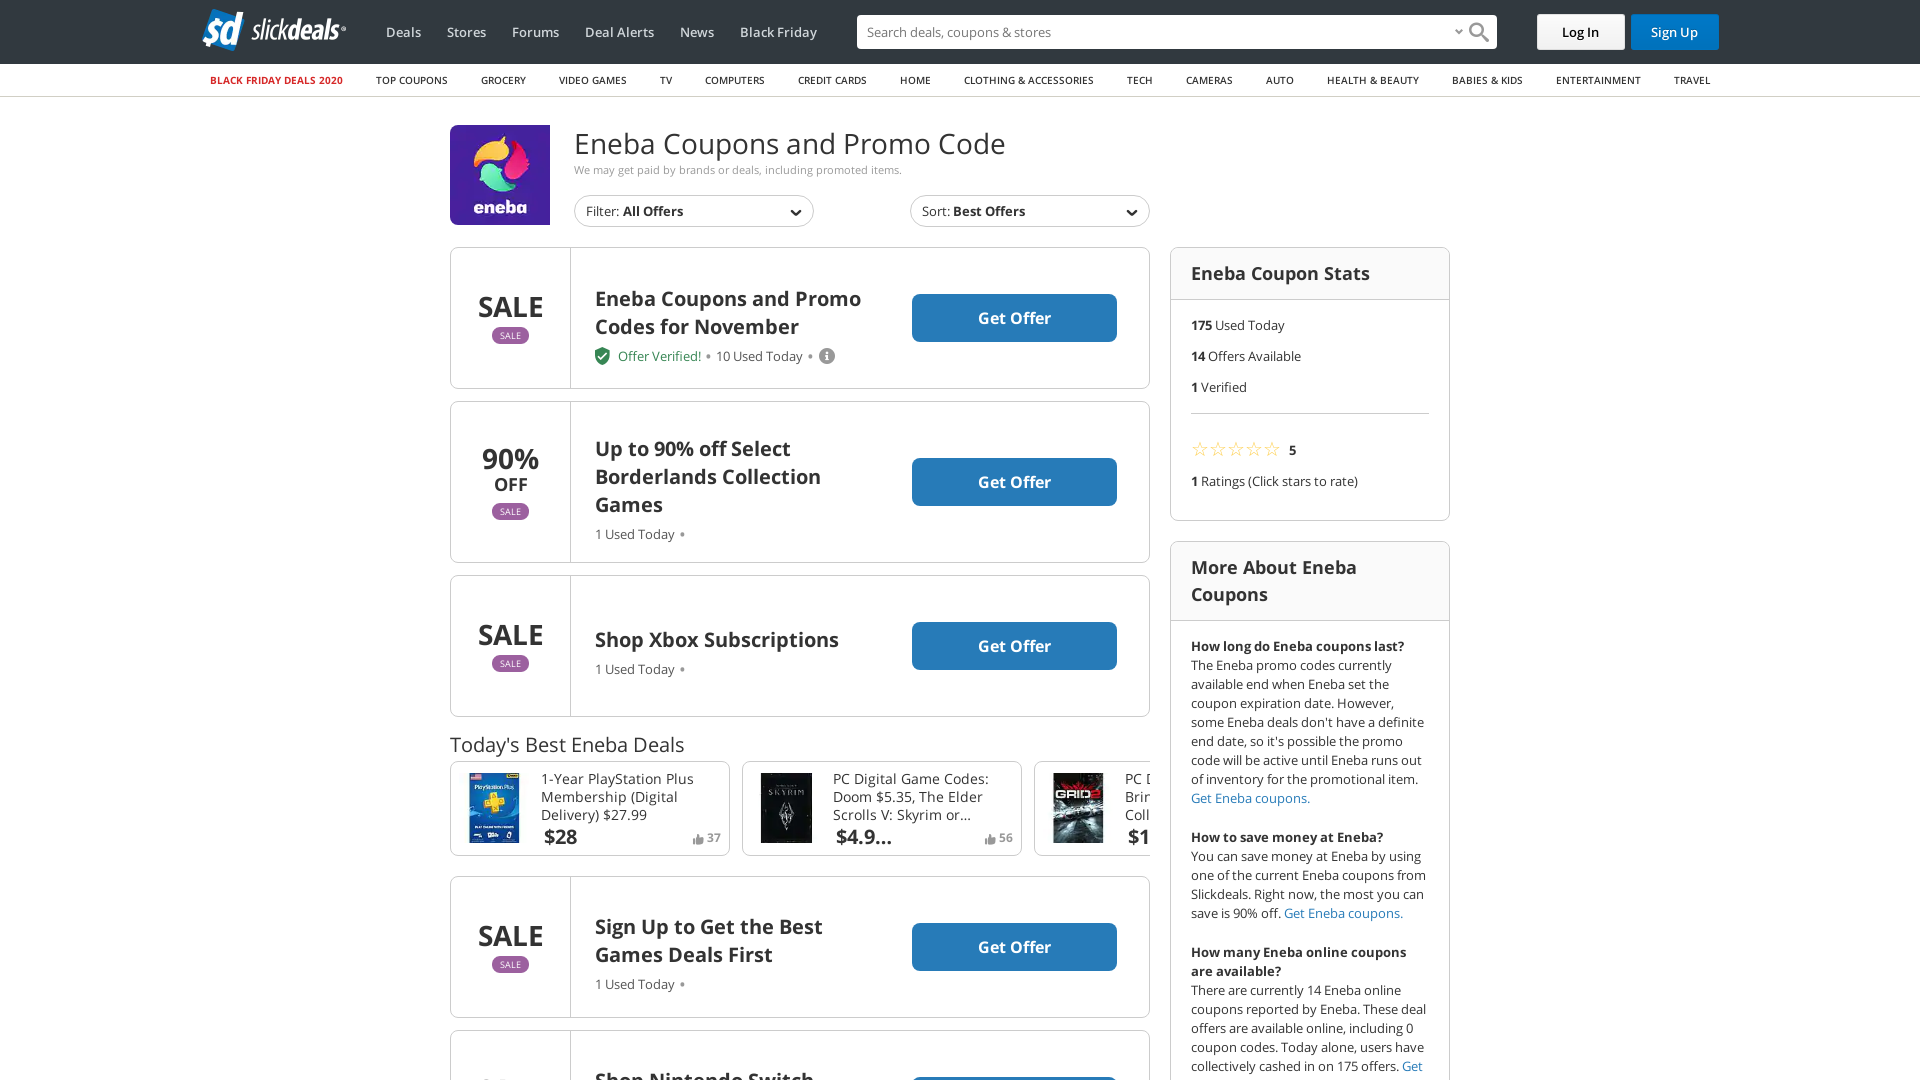 sd slickdeals
Deals Stores Forums Deal Alerts News Black Friday
Search deals, coupons & stores
Log In
Sign Up
BLACK FRIDAY DEALS 2020 TOP COUPONS GROCERY VIDEO GAMES TV COMPUTERS CREDIT CARDS HOME CLOTHING & ACCESSORIES TECH CAMERAS AUTO HEALTH & BEAUTY BABIES & KIDS ENTERTAINMENT TRAVEL
eneba
Eneba Coupons and Promo Code
We may get paid by brands or deals, including promoted items.
Filter: All Offers
Sort: Best Offers
SALE
SALE
Eneba Coupons and Promo
Codes for November
Offer Verified! • 10 Used Today •
Get Offer
90%
OFF
SALE
Up to 90% off Select
Borderlands Collection
Games
1 Used Today •
Get Offer
SALE
SALE
Shop Xbox Subscriptions
1 Used Today •
Get Offer
Today's Best Eneba Deals
PlayStation Plus
1-Year PlayStation Plus
Membership (Digital
Delivery) $27.99
$28
37
SKYRIM
PC Digital Game Codes:
Doom $5.35, The Elder
Scrolls V: Skyrim or...
$4.9...
56
GRID 2
PC D
Brin
Coll
$1
SALE
SALE
Sign Up to Get the Best
Games Deals First
1 Used Today •
Get Offer
Shop Nintendo Switch
Eneba Coupon Stats
175 Used Today
14 Offers Available
1 Verified
☆☆☆☆☆ 5
1 Ratings (Click stars to rate)
More About Eneba
Coupons
How long do Eneba coupons last?
The Eneba promo codes currently
available end when Eneba set the
coupon expiration date. However,
some Eneba deals don't have a definite
end date, so it's possible the promo
code will be active until Eneba runs out
of inventory for the promotional item.
Get Eneba coupons.
How to save money at Eneba?
You can save money at Eneba by using
one of the current Eneba coupons from
Slickdeals. Right now, the most you can
save is 90% off. Get Eneba coupons.
How many Eneba online coupons
are available?
There are currently 14 Eneba online
coupons reported by Eneba. These deal
offers are available online, including 0
coupon codes. Today alone, users have
collectively cashed in on 175 offers. Get